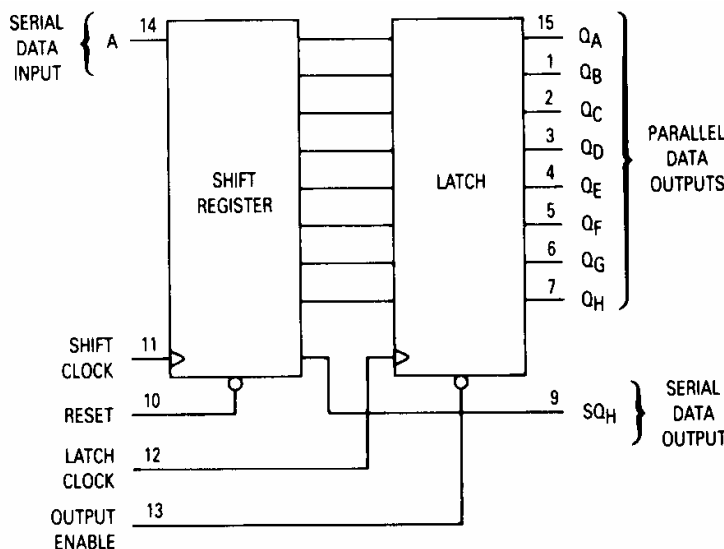 SERIAL
DATA
INPUT
A
14
SHIFT
REGISTER
LATCH
15 QA
1 QB
2 QC
3 QD
4 QE
5 QF
6 QG
7 QH
PARALLEL
DATA
OUTPUTS
SHIFT
CLOCK
11
RESET
10
LATCH
CLOCK
12
OUTPUT
ENABLE
13
9 SQH
SERIAL
DATA
OUTPUT